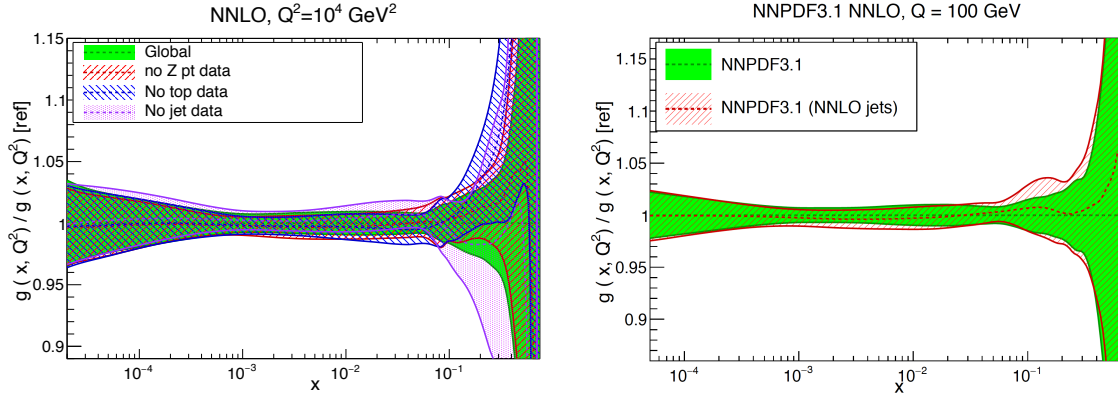 NNLO, Q²=10⁴ GeV²
g ( x, Q²) / g ( x, Q²) [ref]
1.15
1.1
1.05
1
0.95
0.9
Global
no Z pt data
No top data
No jet data
10⁻⁴
10⁻³
10⁻²
10⁻¹
x
NNPDF3.1 NNLO, Q = 100 GeV
g ( x, Q²) / g ( x, Q²) [ref]
1.15
1.1
1.05
1
0.95
0.9
NNPDF3.1
NNPDF3.1 (NNLO jets)
10⁻⁴
10⁻³
10⁻²
10⁻¹
x